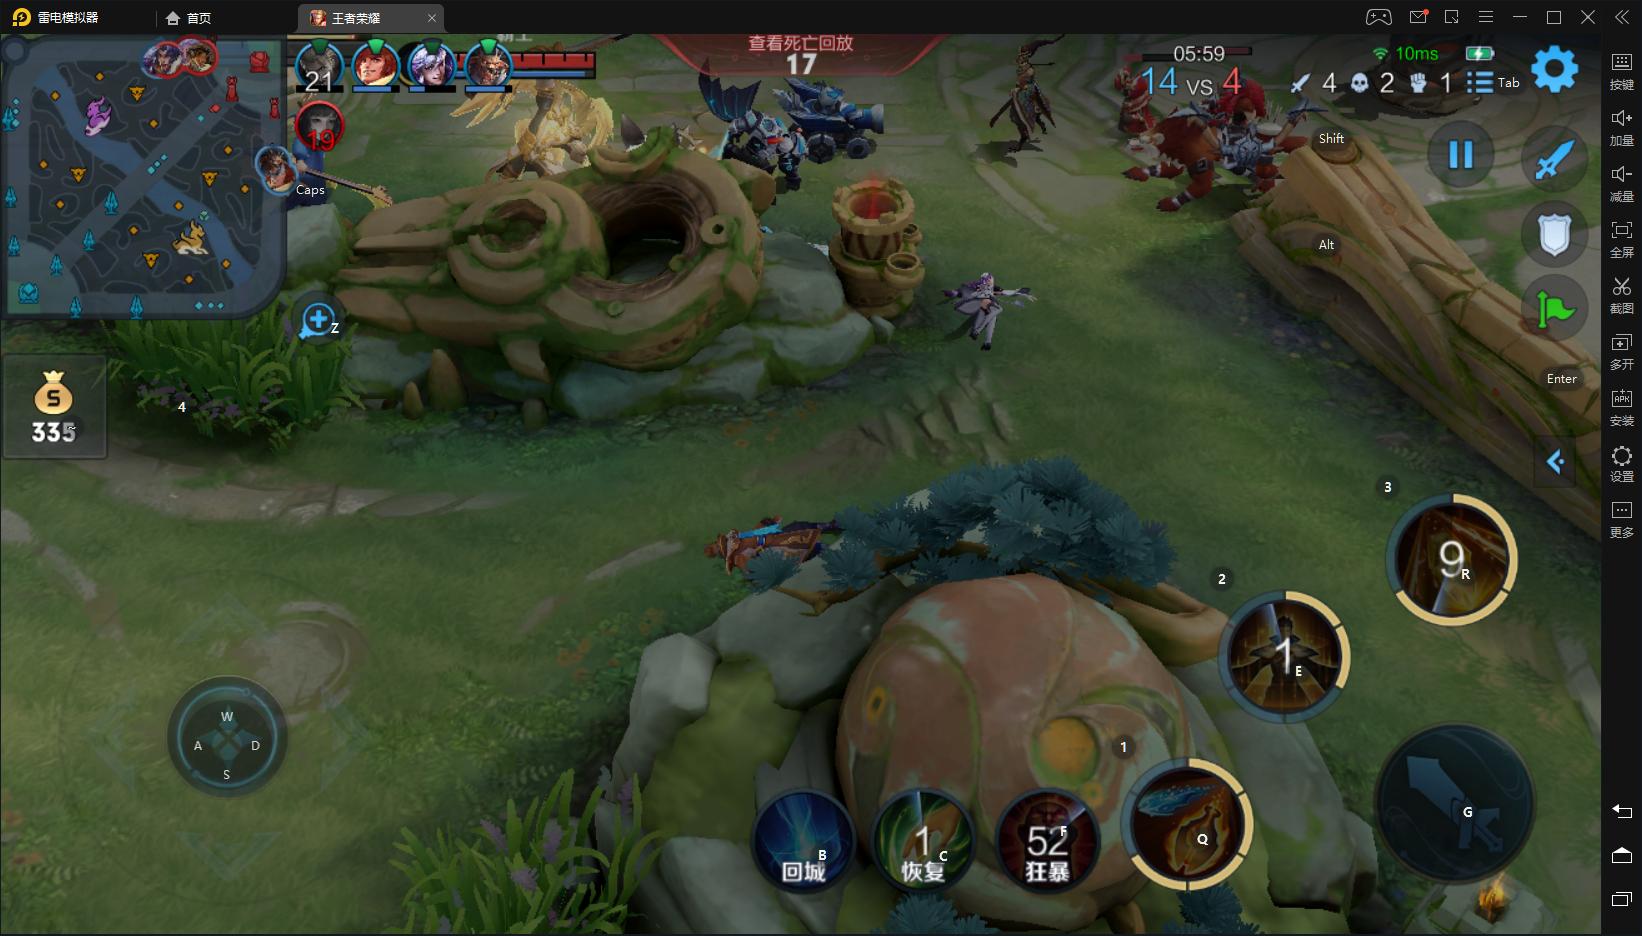 雷电模拟器
首页
王者荣耀
查看死亡回放
17
05:59
10ms
14 vs 4
4
2
1
Tab
21
19
Caps
Shift
Alt
Z
S
335
~
4
Enter
3
9
R
2
1
E
W
A
D
S
1
G
B
回城
1
C
恢复
52
F
狂暴
Q
按键
加量
减量
全屏
截图
多开
APK
安装
设置
更多